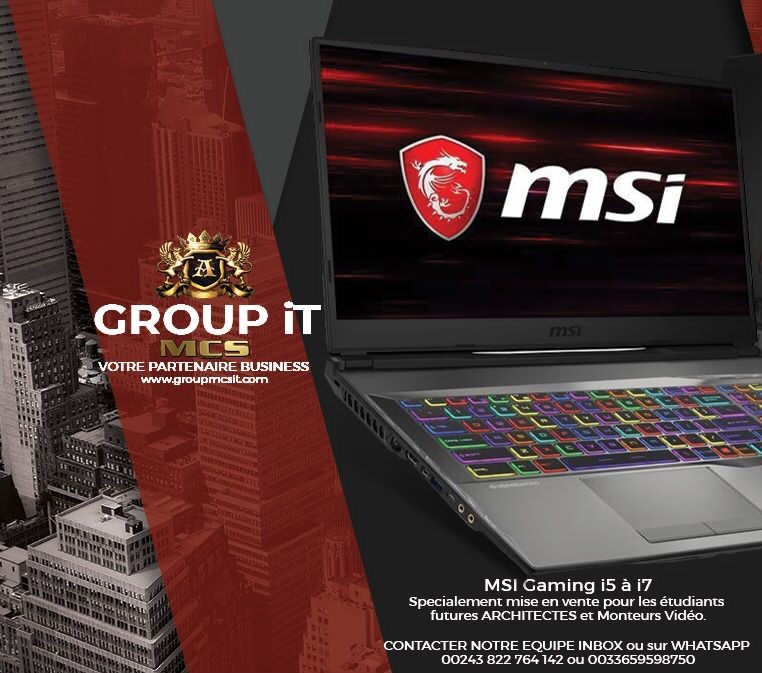 msi
msi
A
GROUP iT
MCS
VOTRE PARTENAIRE BUSINESS
www.groupmcsit.com
MSI Gaming i5 à i7
Specialement mise en vente pour les étudiants
futures ARCHITECTES et Monteurs Vidéo.
CONTACTER NOTRE EQUIPE INBOX ou sur WHATSAPP
00243 822 764 142 ou 0033659598750